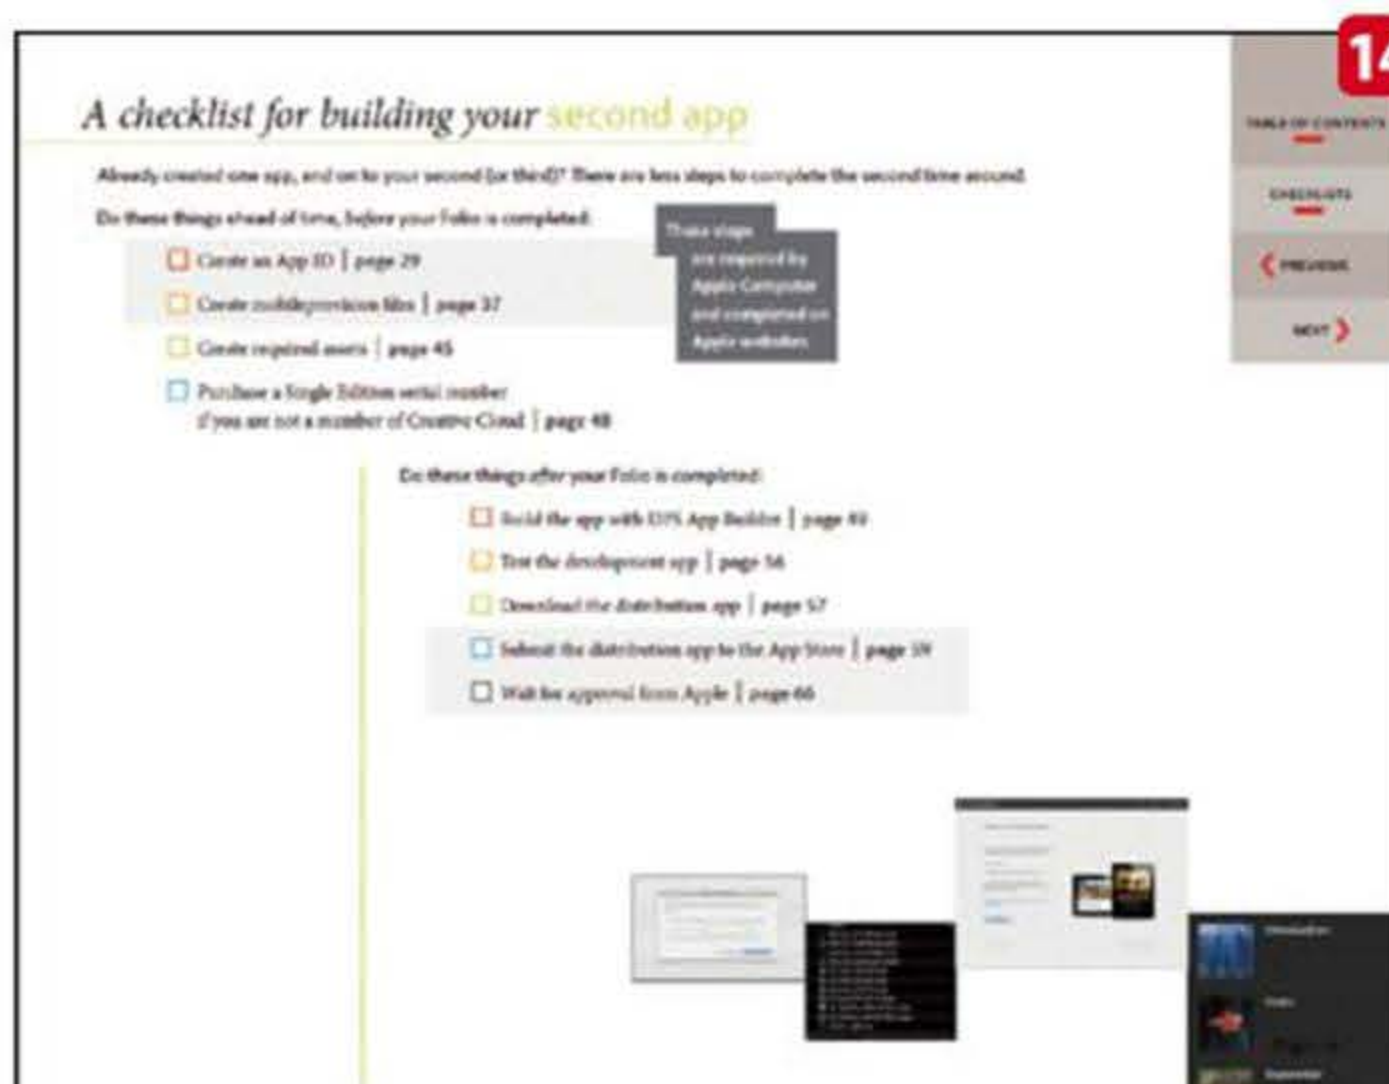 14
A checklist for building your second app
TABLE OF CONTENTS
CHECKLISTS
PREVIOUS
NEXT
Already created one app, and on to your second (or third)? There are less steps to complete the second time around.
Do these things ahead of time, before your Folio is completed:
Create an App ID | page 29
Create mobileprovision files | page 37
Create required assets | page 45
Purchase a Single Edition serial number
if you are not a member of Creative Cloud | page 48
These steps
are required by
Apple Computer
and completed on
Apple websites
Do these things after your Folio is completed:
Build the app with DPS App Builder | page 49
Test the development app | page 56
Download the distribution app | page 57
Submit the distribution app to the App Store | page 59
Wait for approval from Apple | page 66